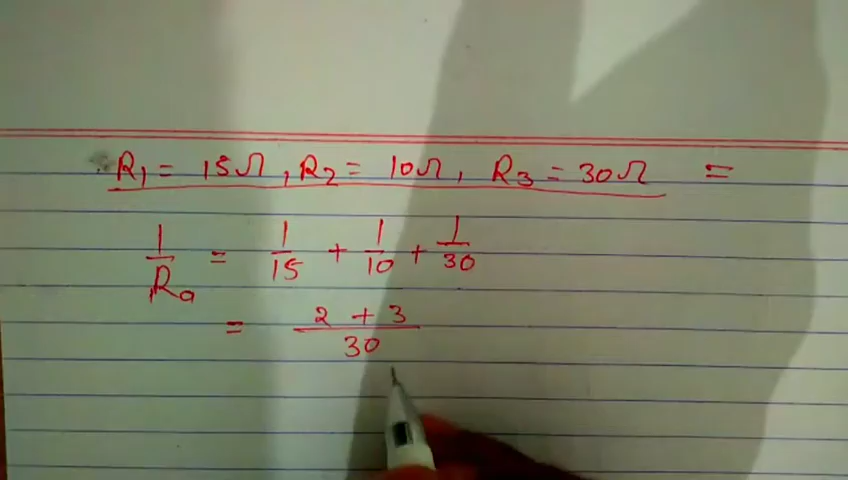 R1 = 15Ω, R2 = 10Ω, R3 = 30Ω =
1/Ra = 1/15 + 1/10 + 1/30
= 2 + 3 / 30